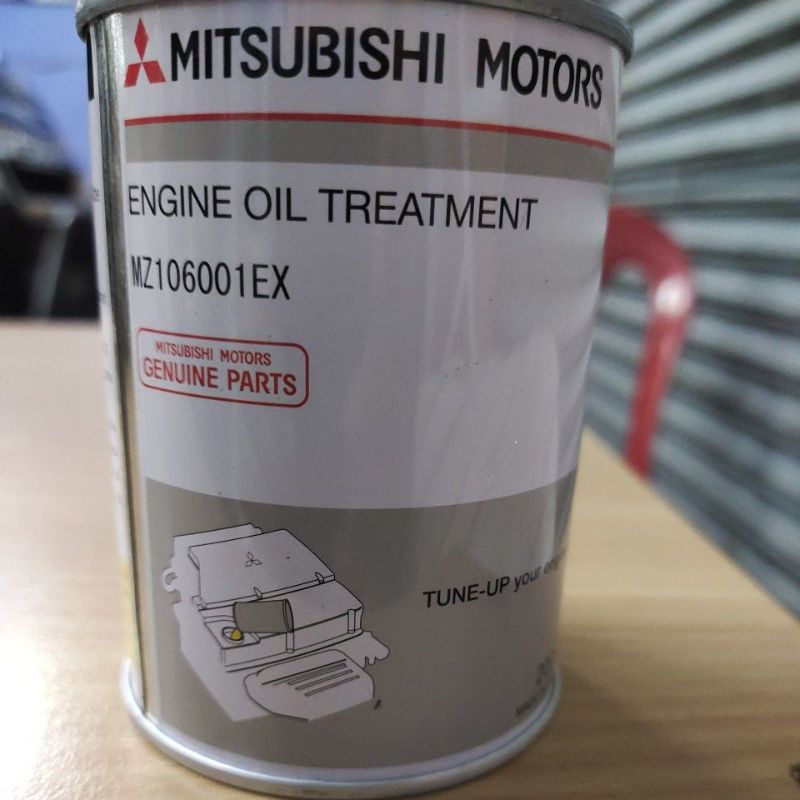 MITSUBISHI MOTORS
ENGINE OIL TREATMENT
MZ106001EX
MITSUBISHI MOTORS
GENUINE PARTS
TUNE-UP your